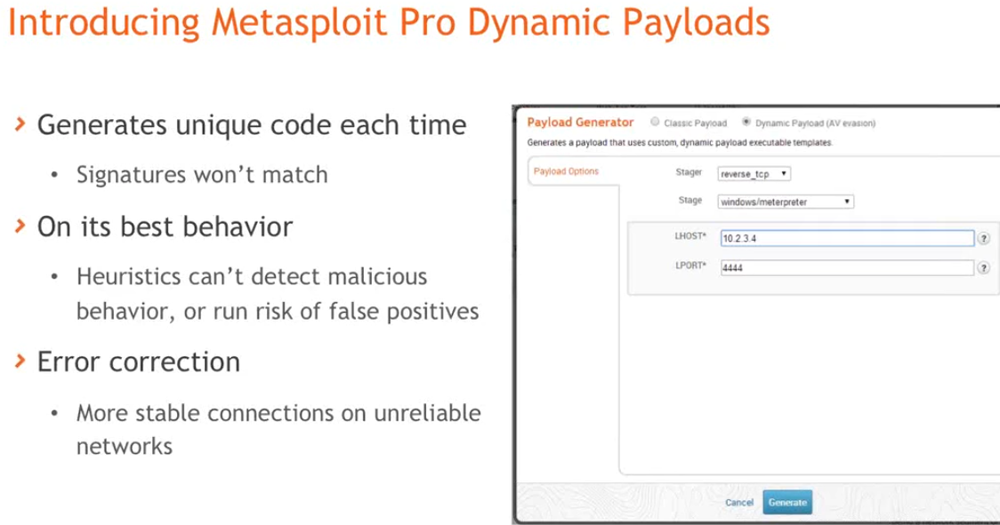 Introducing Metasploit Pro Dynamic Payloads
Generates unique code each time
• Signatures won't match
On its best behavior
• Heuristics can't detect malicious
behavior, or run risk of false positives
Error correction
• More stable connections on unreliable
networks
Payload Generator Classic Payload Dynamic Payload (AV evasion)
Generates a payload that uses custom, dynamic payload executable templates.
Payload Options
Stager reverse_tcp
Stage windows/meterpreter
LHOST* 10.2.3.4 ?
LPORT* 4444 ?
Cancel Generate